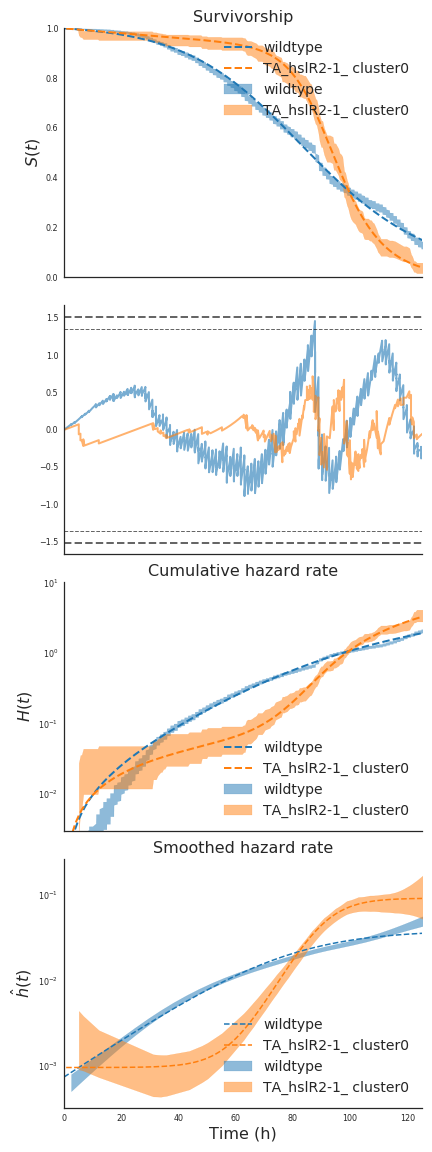 Survivorship
1.0
0.8
0.6
0.4
0.2
0.0
S(t)
wildtype
TA_hslR2-1_ cluster0
wildtype
TA_hslR2-1_ cluster0
1.5
1.0
0.5
0.0
−0.5
−1.0
−1.5
Cumulative hazard rate
10¹
10⁰
10⁻¹
10⁻²
H(t)
wildtype
TA_hslR2-1_ cluster0
wildtype
TA_hslR2-1_ cluster0
Smoothed hazard rate
10⁻¹
10⁻²
10⁻³
ĥ(t)
wildtype
TA_hslR2-1_ cluster0
wildtype
TA_hslR2-1_ cluster0
0 20 40 60 80 100 120
Time (h)